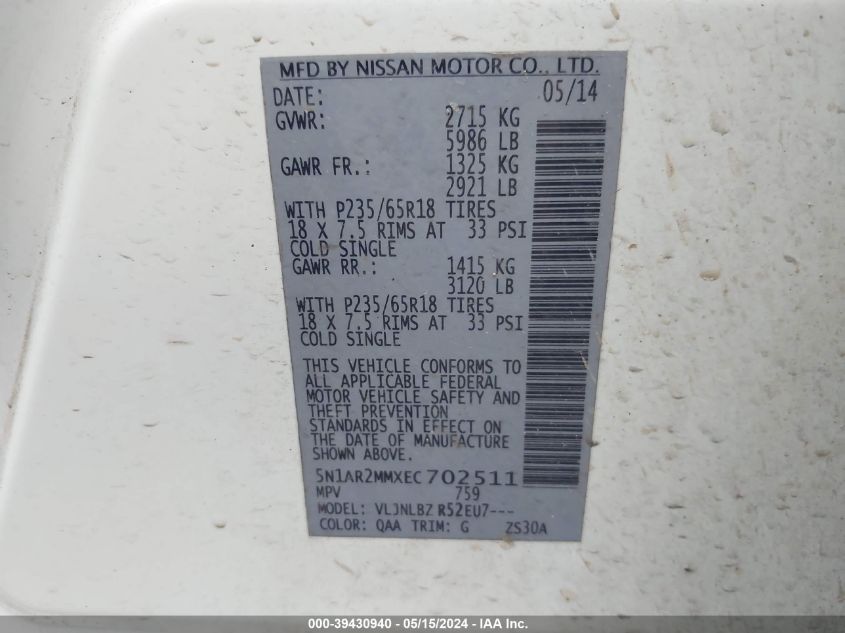 MFD BY NISSAN MOTOR CO., LTD.
DATE: 05/14
GVWR: 2715 KG
5986 LB
GAWR FR.: 1325 KG
2921 LB
WITH P235/65R18 TIRES
18 X 7.5 RIMS AT 33 PSI
COLD SINGLE
GAWR RR.: 1415 KG
3120 LB
WITH P235/65R18 TIRES
18 X 7.5 RIMS AT 33 PSI
COLD SINGLE
THIS VEHICLE CONFORMS TO
ALL APPLICABLE FEDERAL
MOTOR VEHICLE SAFETY AND
THEFT PREVENTION
STANDARDS IN EFFECT ON
THE DATE OF MANUFACTURE
SHOWN ABOVE.
5N1AR2MMXEC702511
MPV 759
MODEL: VLJNLBZ R52EU7---
COLOR: QAA TRIM: G ZS30A
000-39430940 - 05/15/2024 - IAA Inc.